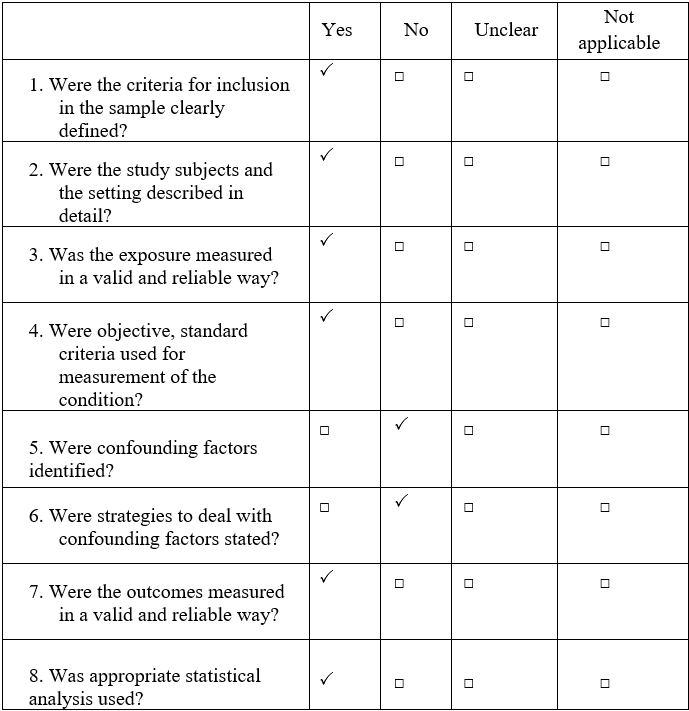 Yes No Unclear Not applicable
1. Were the criteria for inclusion
in the sample clearly
defined?
✓ □ □ □
2. Were the study subjects and
the setting described in
detail?
✓ □ □ □
3. Was the exposure measured
in a valid and reliable way?
✓ □ □ □
4. Were objective, standard
criteria used for
measurement of the
condition?
✓ □ □ □
5. Were confounding factors
identified?
□ ✓ □ □
6. Were strategies to deal with
confounding factors stated?
□ ✓ □ □
7. Were the outcomes measured
in a valid and reliable way?
✓ □ □ □
8. Was appropriate statistical
analysis used?
✓ □ □ □